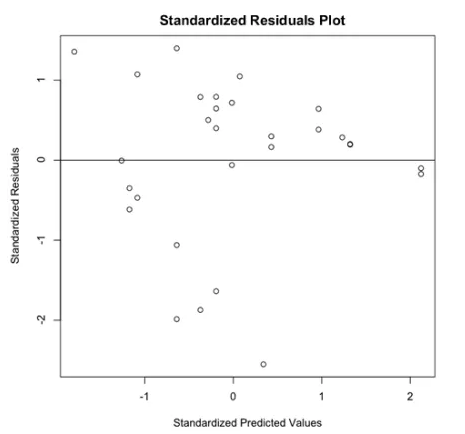 Standardized Residuals Plot
Standardized Residuals
1
0
-1
-2
-1
0
1
2
Standardized Predicted Values